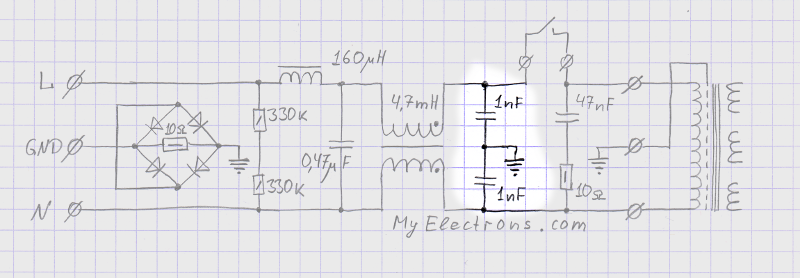 160µH
L
330K
4,7mH
1nF
47nF
GND
10Ω
0,47µF
330K
1nF
10Ω
N
MyElectrons.com